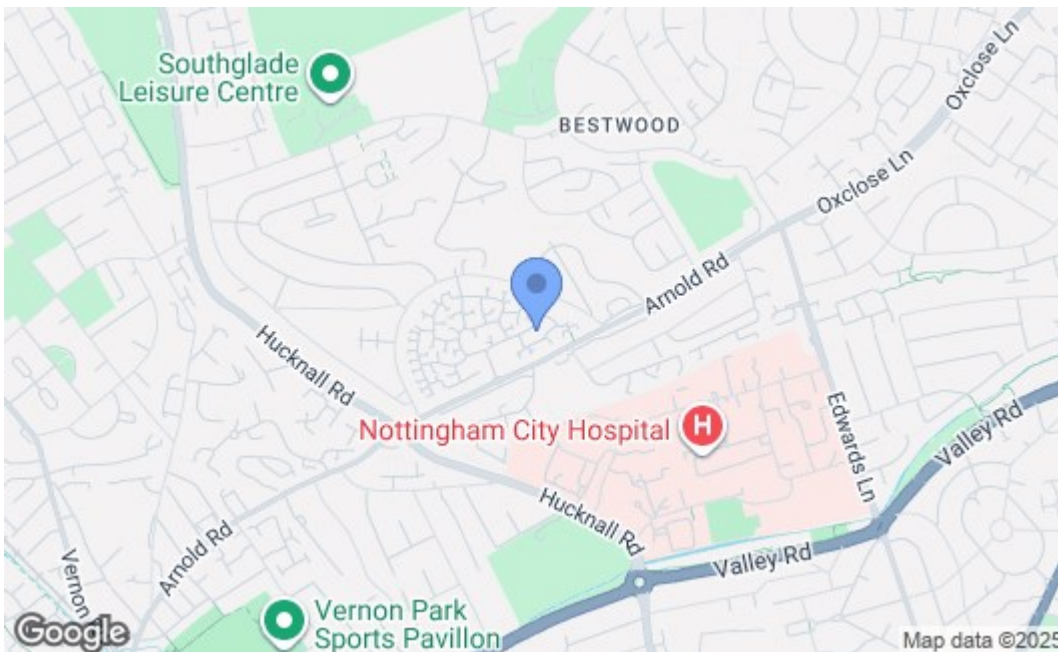 Southglade
Leisure Centre
BESTWOOD
Oxclose Ln
Oxclose Ln
Arnold Rd
Hucknall Rd
Nottingham City Hospital
H
Edwards Ln
Valley Rd
Hucknall Rd
Arnold Rd
Valley Rd
Vernon
Vernon Park
Sports Pavillon
Google
Map data ©2025